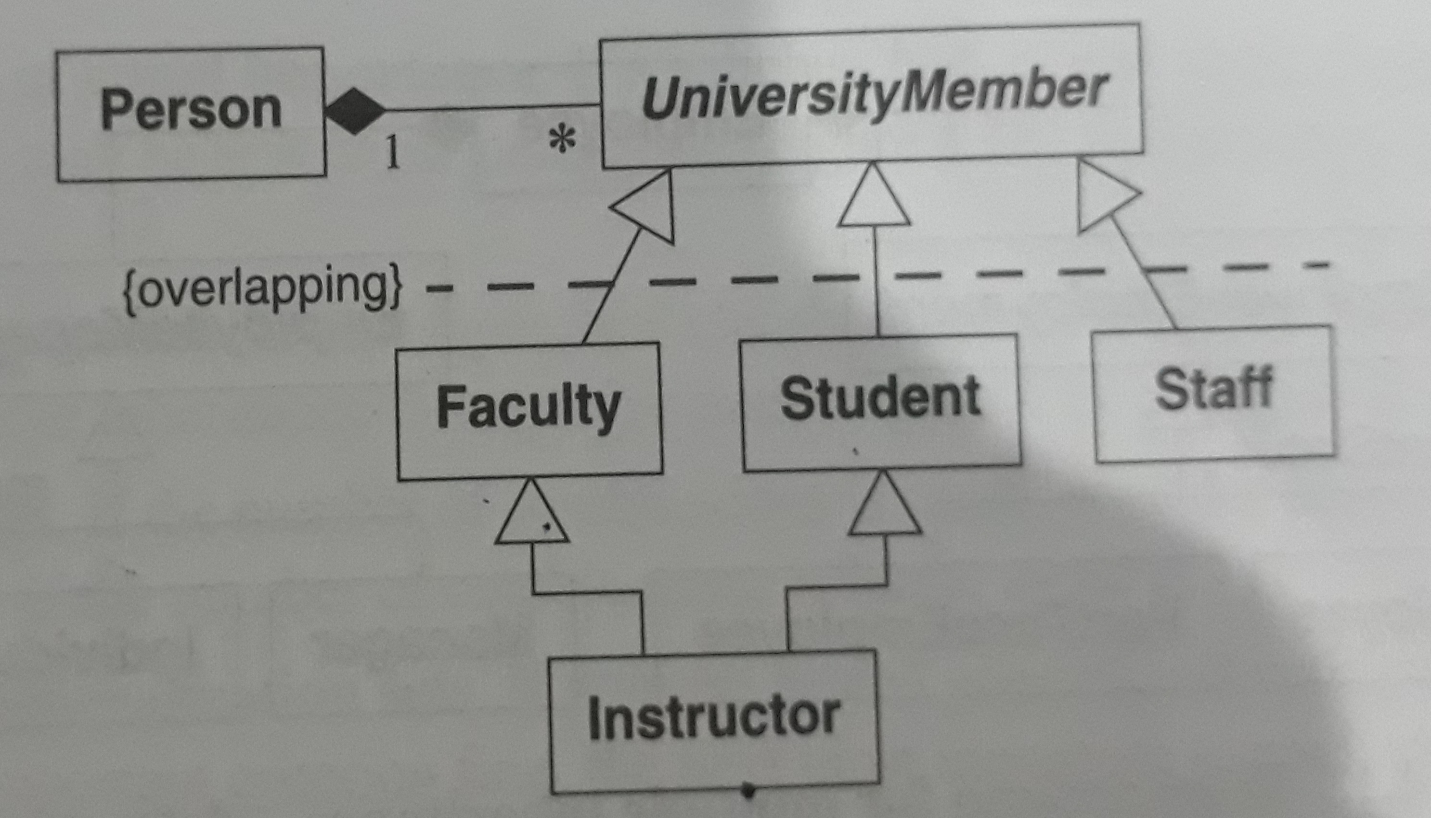 Person
UniversityMember
1
*
{overlapping}
Faculty
Student
Staff
Instructor